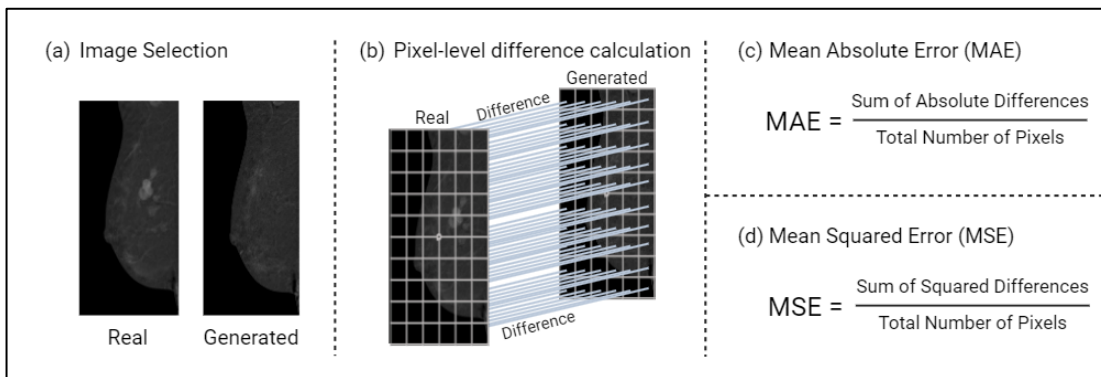 (a) Image Selection
Real
Generated
(b) Pixel-level difference calculation
Generated
Difference
Real
Difference
(c) Mean Absolute Error (MAE)
MAE = Sum of Absolute Differences
Total Number of Pixels
(d) Mean Squared Error (MSE)
MSE = Sum of Squared Differences
Total Number of Pixels